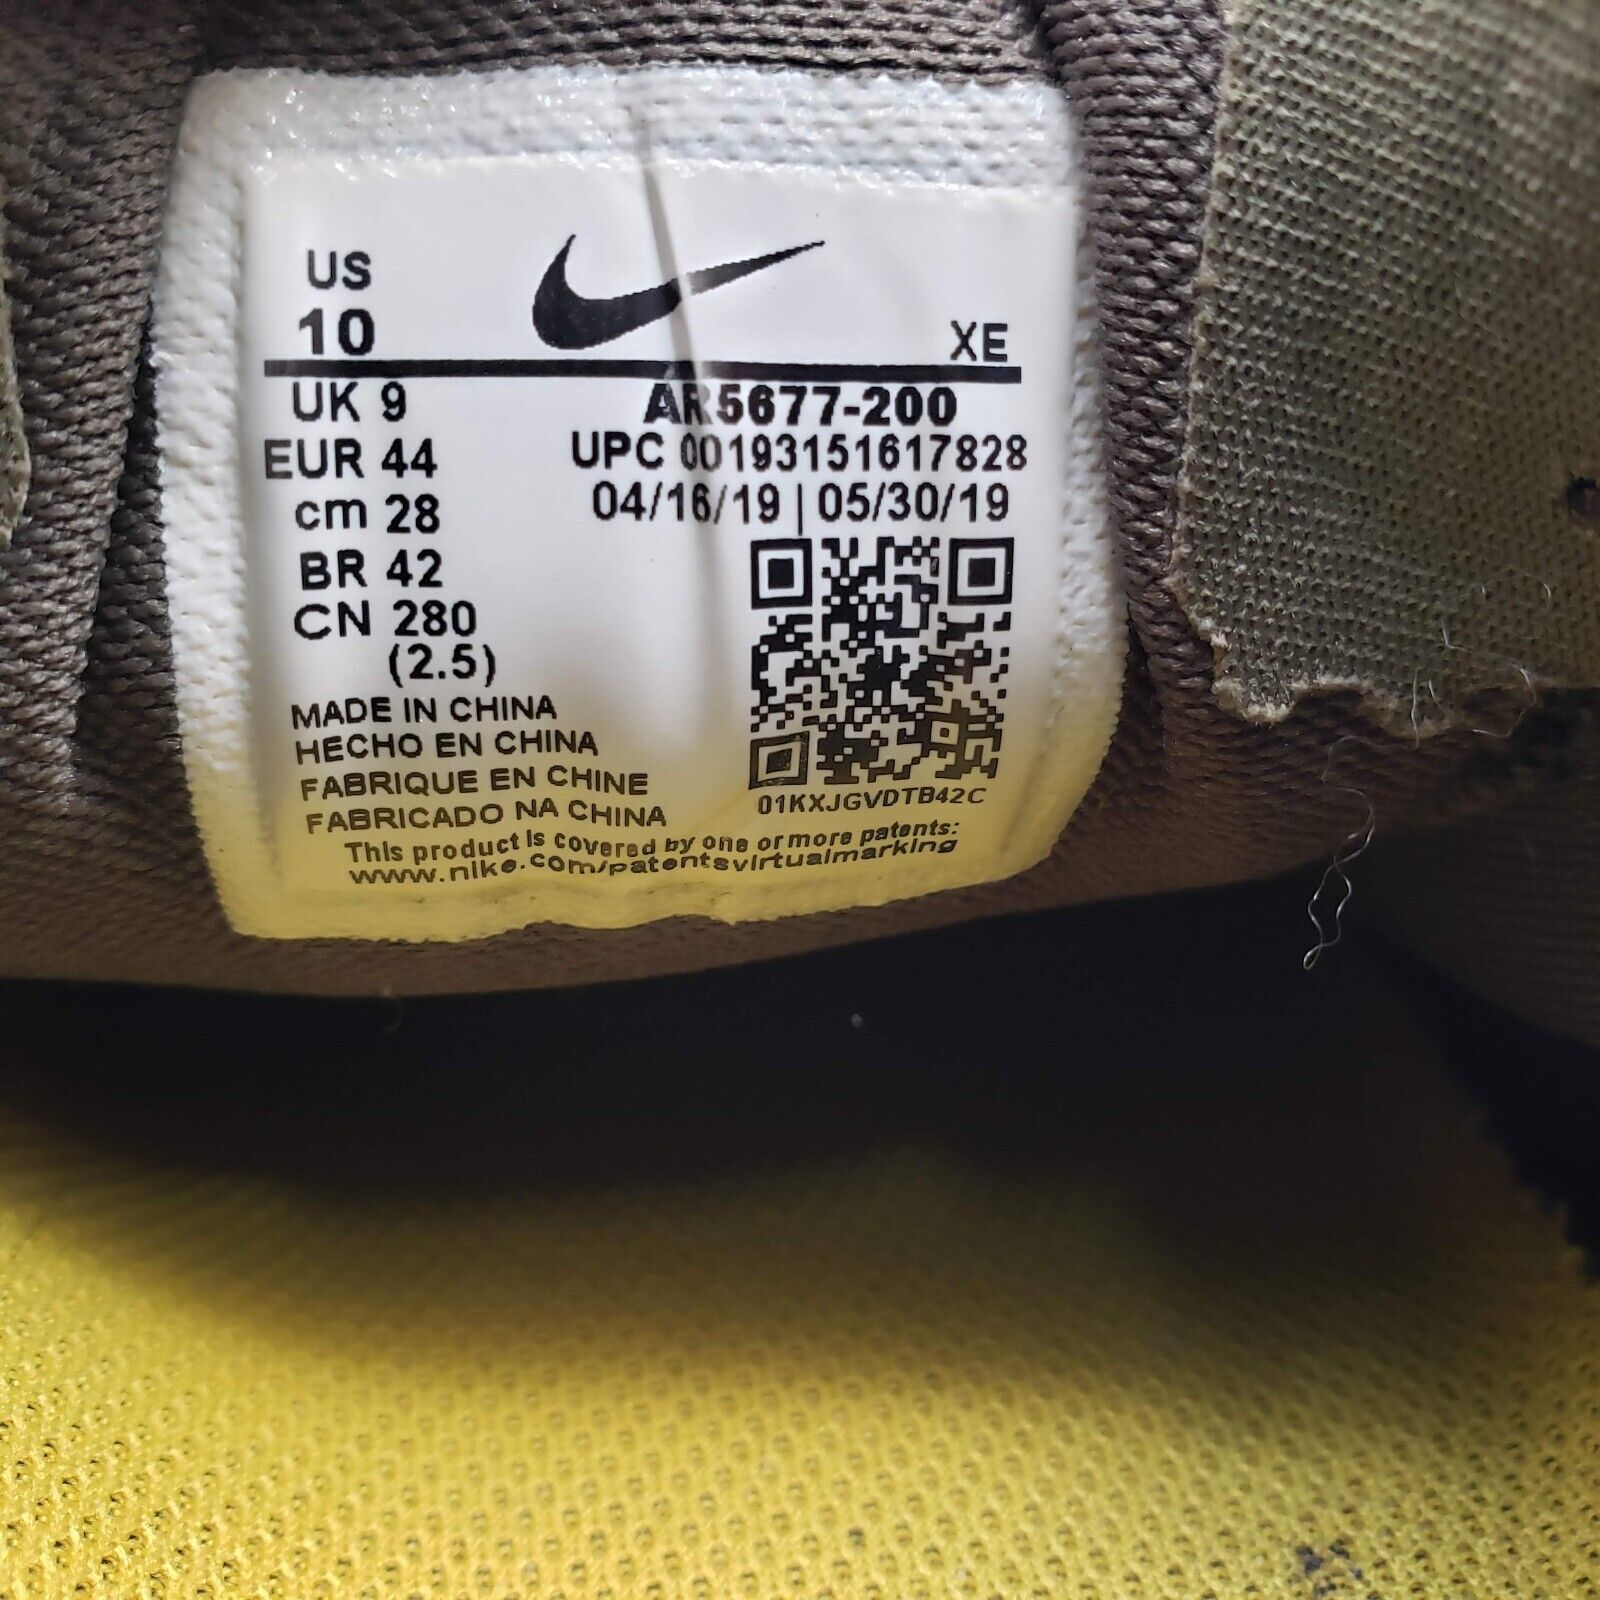 US
10
XE
UK 9
EUR 44
cm 28
BR 42
CN 280
(2.5)
AR5677-200
UPC 00193151617828
04/16/19 | 05/30/19
01KXJGVDTB42C
MADE IN CHINA
HECHO EN CHINA
FABRIQUE EN CHINE
FABRICADO NA CHINA
This product is covered by one or more patents:
www.nike.com/patentsvirtualmarking